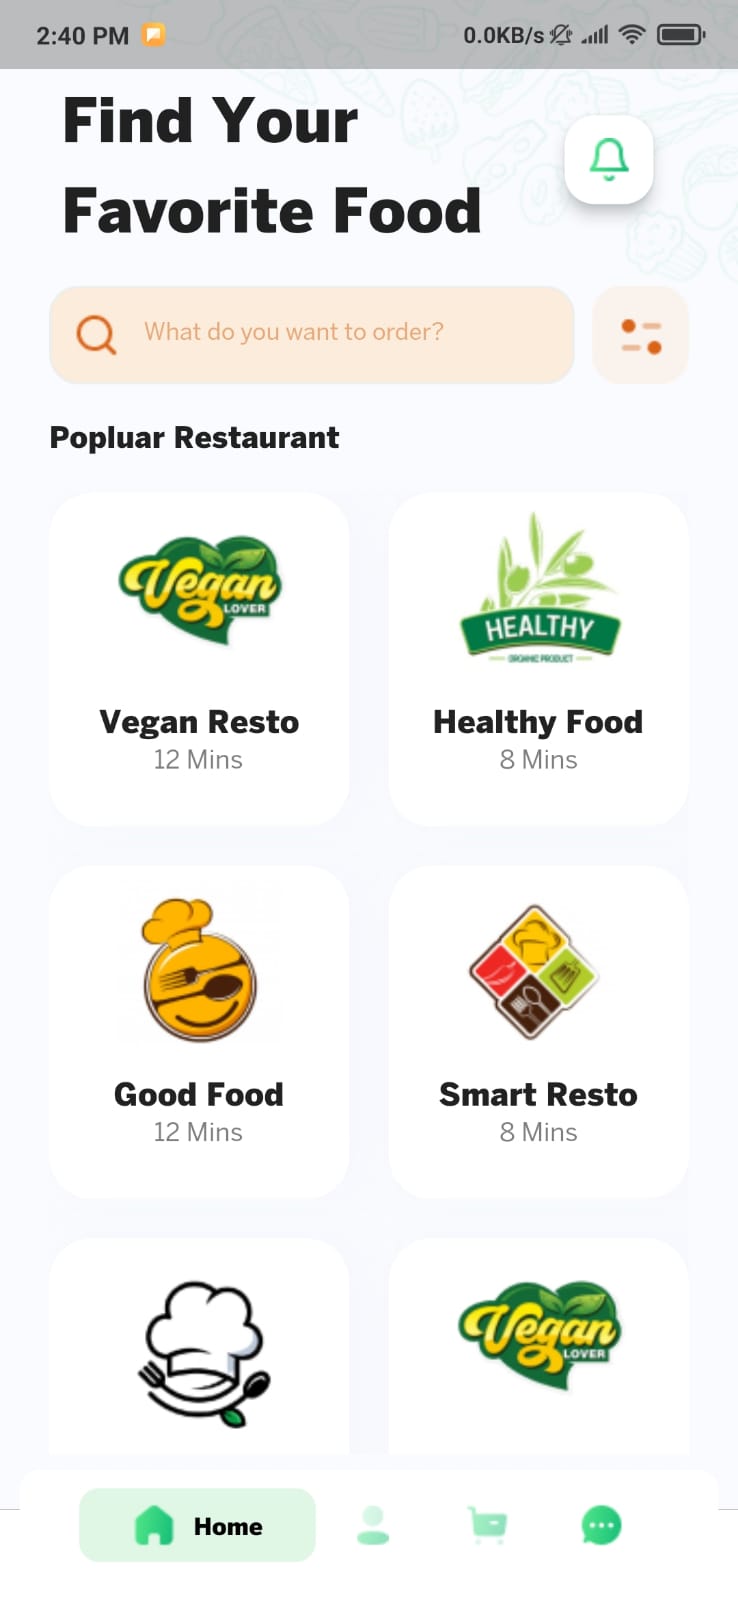 2:40 PM
0.0KB/s
Find Your
Favorite Food
What do you want to order?
Popluar Restaurant
Vegan
LOVER
HEALTHY
ORGANIC PRODUCT
Vegan Resto
Healthy Food
12 Mins
8 Mins
Good Food
Smart Resto
12 Mins
8 Mins
Vegan
LOVER
Home